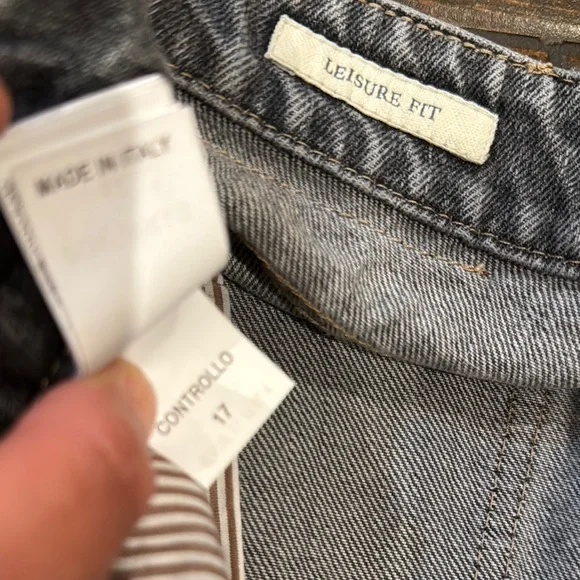 LEISURE FIT
MADE IN ITALY
CONTROLLO
17